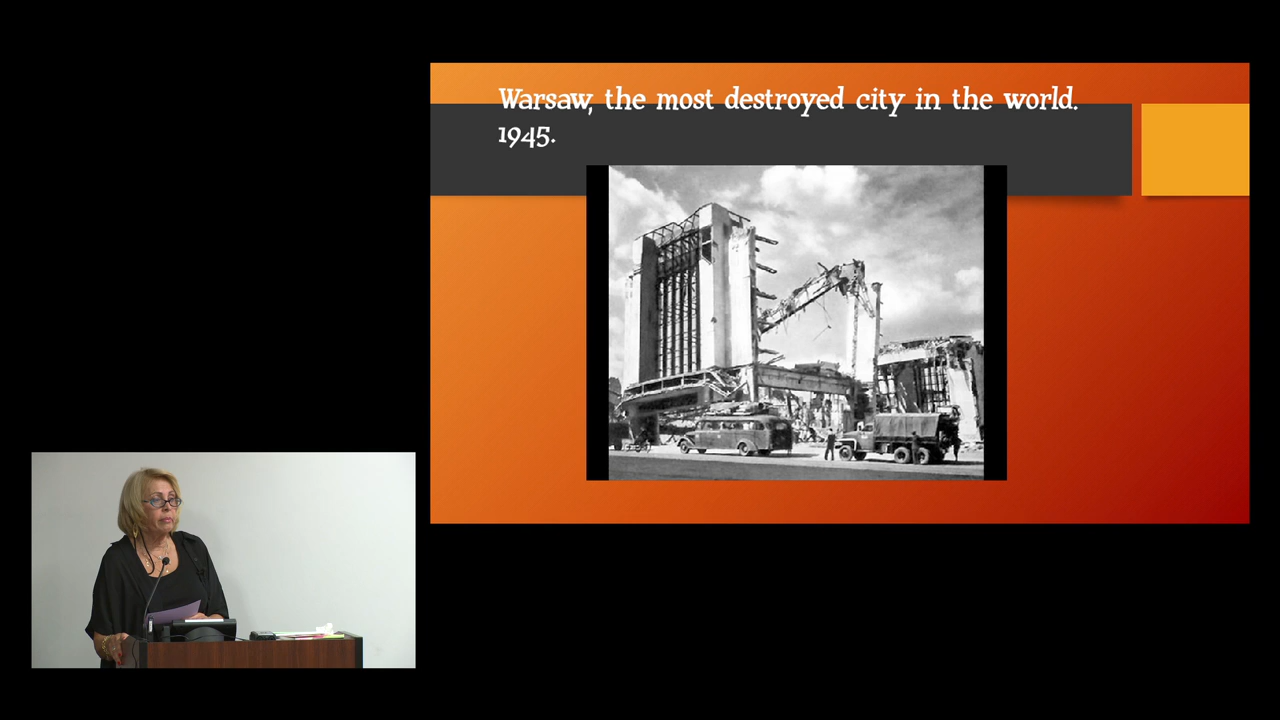 Warsaw, the most destroyed city in the world.
1945.